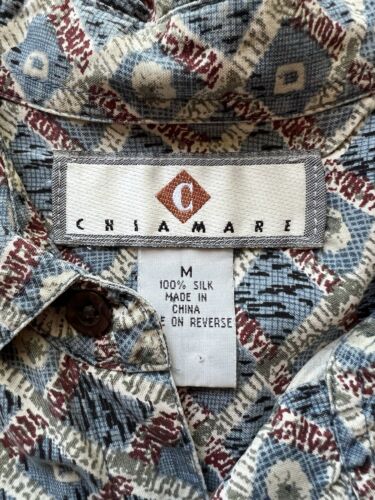 C
CHIAMARE
M
100% SILK
MADE IN
CHINA
ON REVERSE